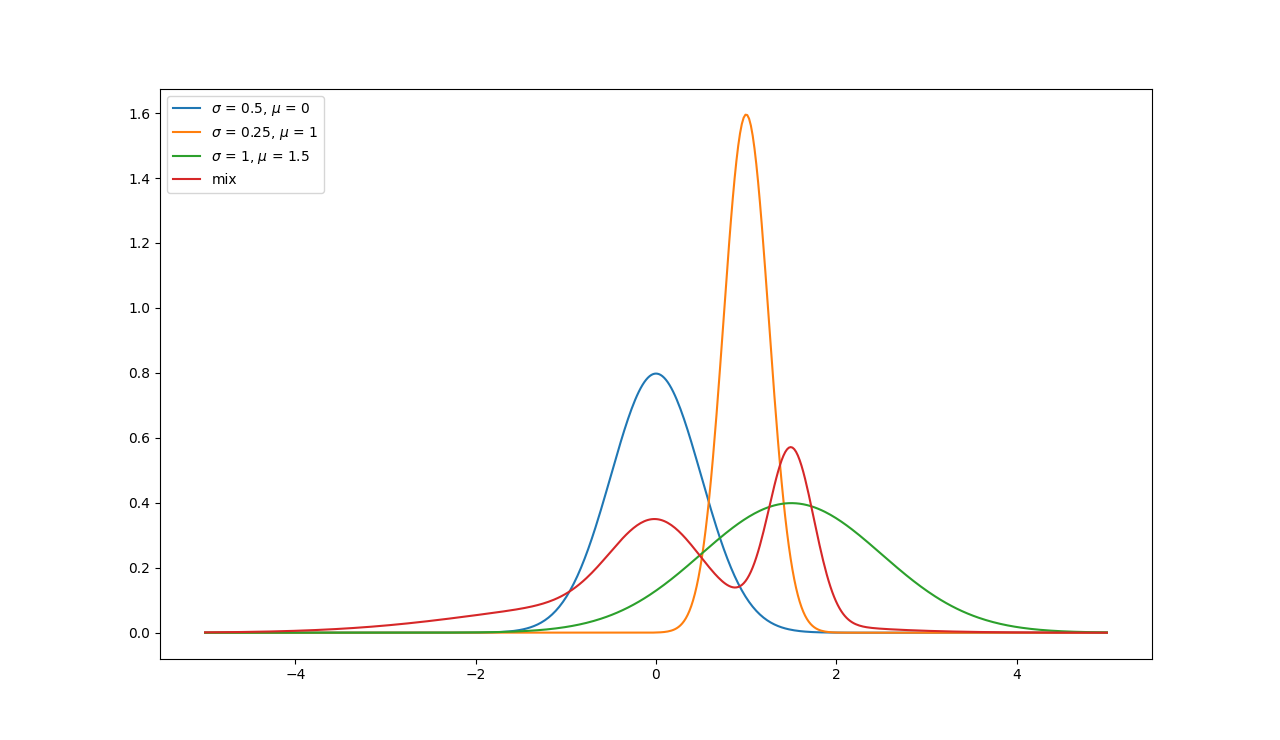 σ = 0.5, μ = 0
σ = 0.25, μ = 1
σ = 1, μ = 1.5
mix
1.6
1.4
1.2
1.0
0.8
0.6
0.4
0.2
0.0
−4 −2 0 2 4